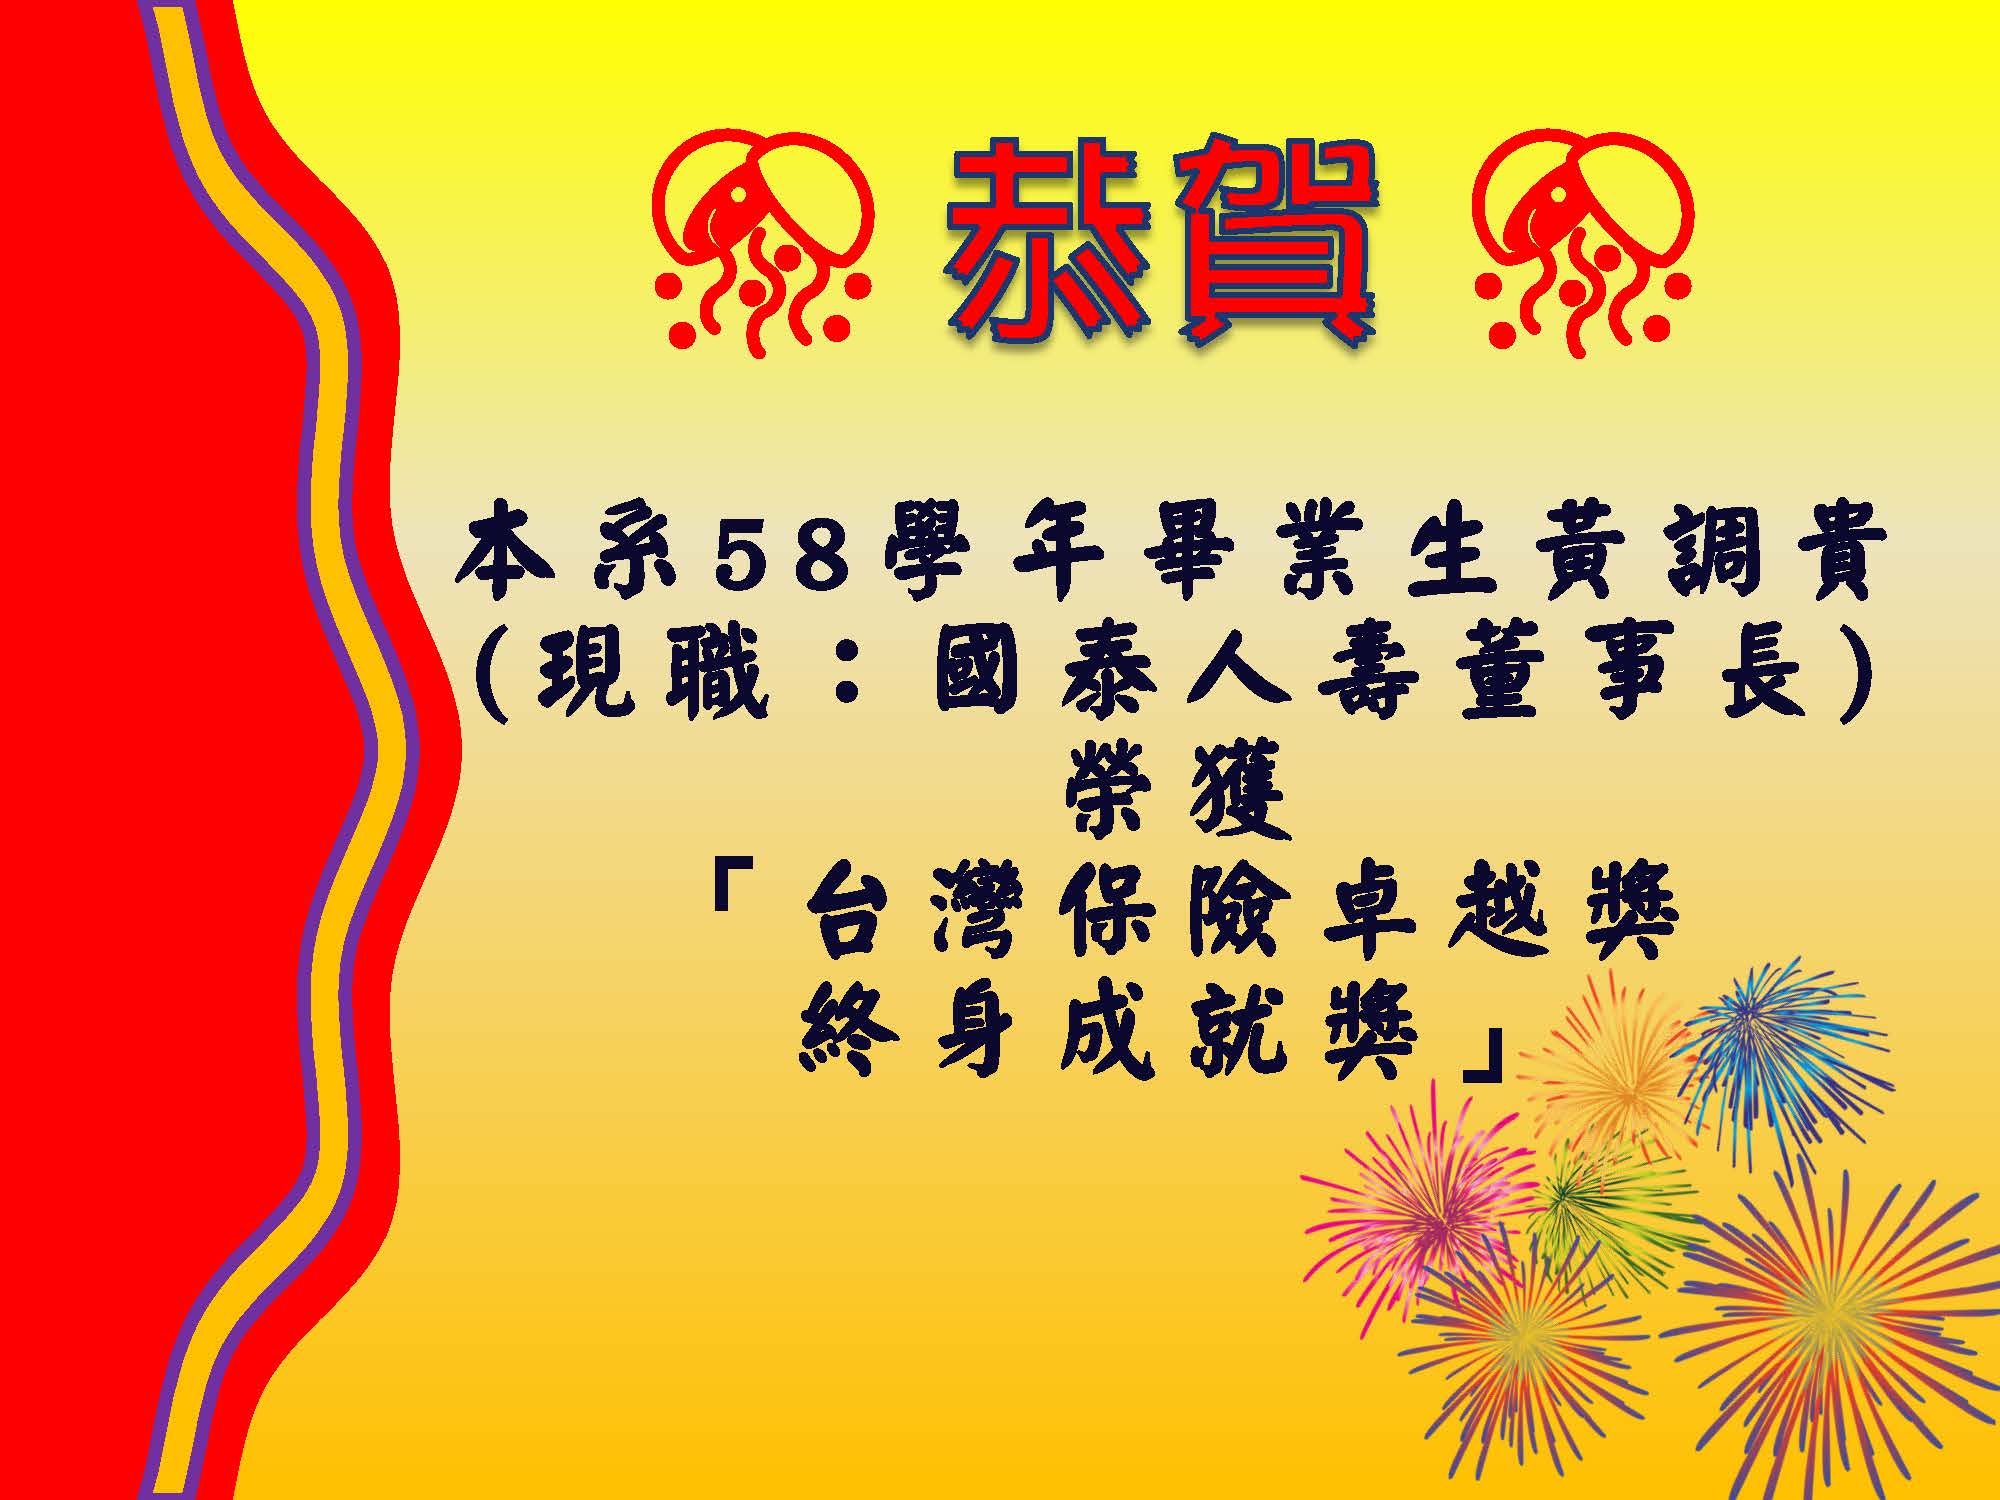 恭賀
本系58學年畢業生黃調貴
(現職：國泰人壽董事長)
榮獲
「台灣保險卓越獎
終身成就獎」